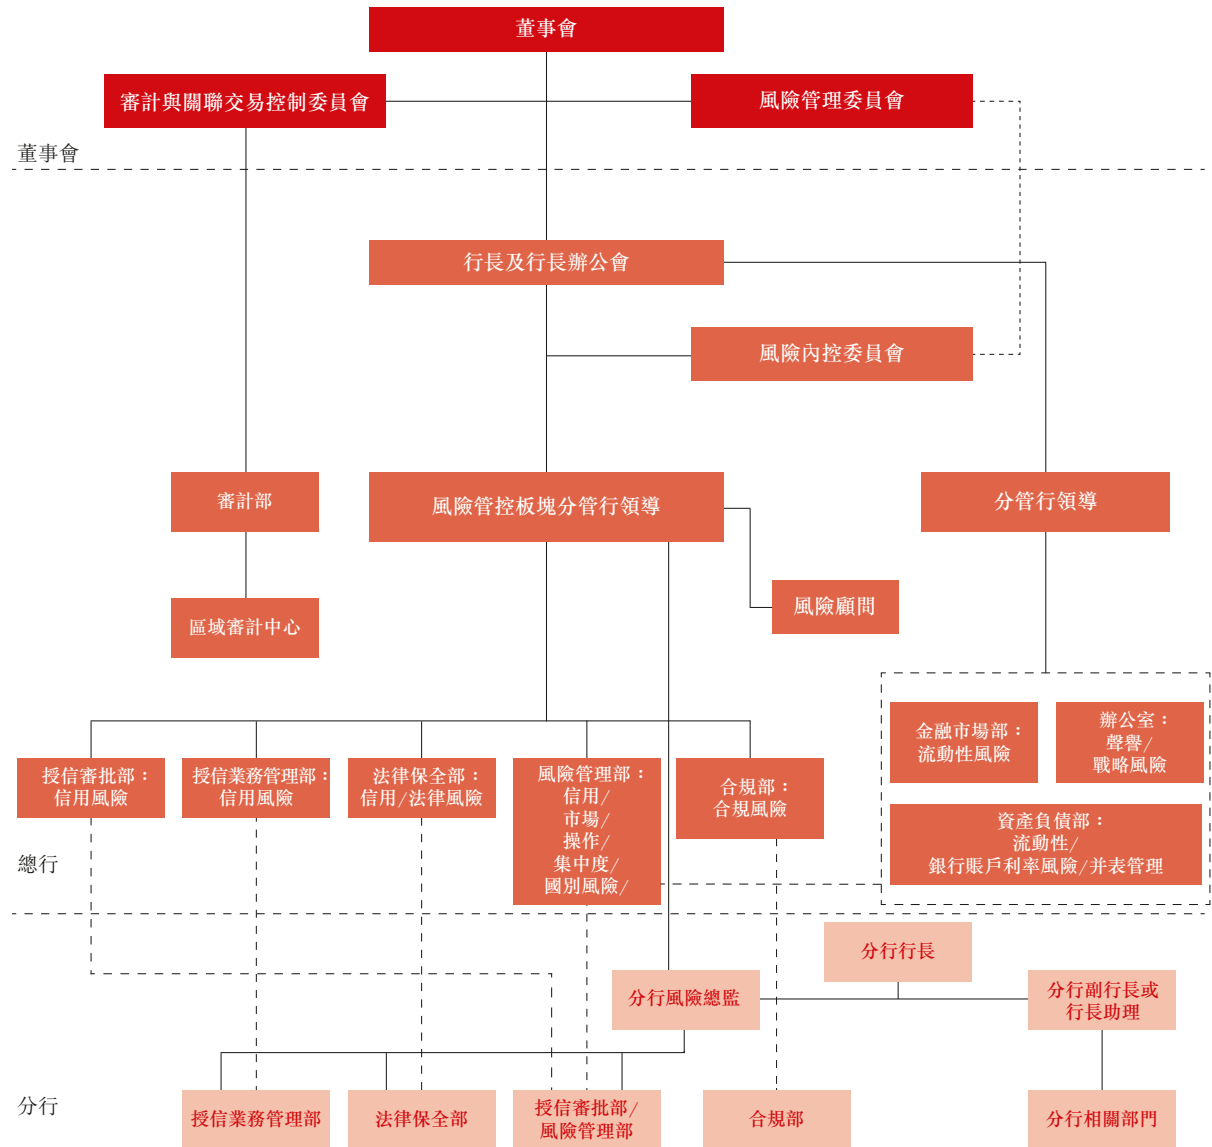 董事會
審計與關聯交易控制委員會
風險管理委員會
董事會
行長及行長辦公會
風險內控委員會
審計部
風險管控板塊分管行領導
分管行領導
風險顧問
區域審計中心
金融市場部：
流動性風險
辦公室：
聲譽/
戰略風險
授信審批部：
信用風險
授信業務管理部：
信用風險
法律保全部：
信用/法律風險
風險管理部：
信用/
市場/
操作/
集中度/
國別風險/
合規部：
合規風險
資產負債部：
流動性/
銀行賬戶利率風險/并表管理
總行
分行行長
分行風險總監
分行副行長或
行長助理
分行
授信業務管理部
法律保全部
授信審批部/
風險管理部
合規部
分行相關部門